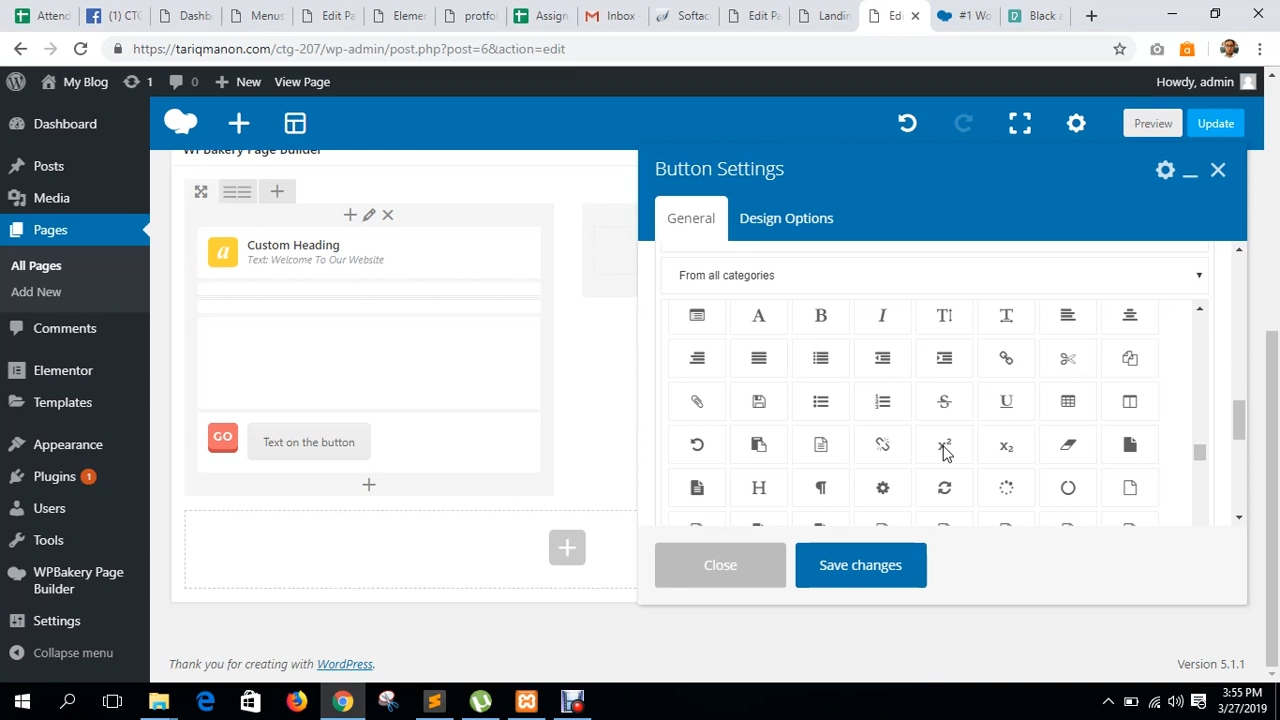 Attend
(1) CTG
Dashb
Menus
Edit Pa
Eleme
protfol
Assign
Inbox
Softac
Edit Pa
Landin
Edi
#1 Wo
Black a
https://tariqmanon.com/ctg-207/wp-admin/post.php?post=6&action=edit
My Blog
1
0
New
View Page
Howdy, admin
Dashboard
Posts
Media
Pages
All Pages
Add New
Comments
Elementor
Templates
Appearance
Plugins 1
Users
Tools
WPBakery Page
Builder
Settings
Collapse menu
Preview
Update
WPBakery Page Builder
a
Custom Heading
Text: Welcome To Our Website
GO
Text on the button
Button Settings
General
Design Options
From all categories
Close
Save changes
Thank you for creating with WordPress.
Version 5.1.1
3:55 PM
3/27/2019